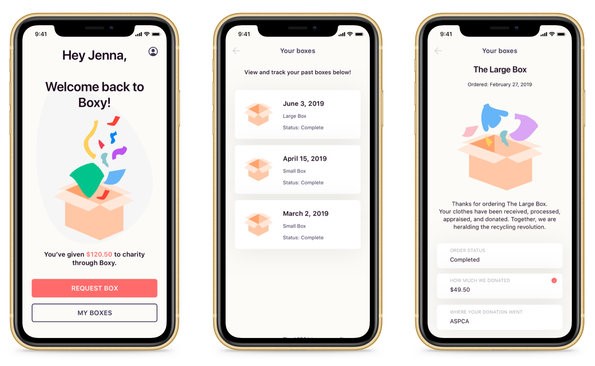 9:41
Hey Jenna,
Welcome back to
Boxy!
You've given $120.50 to charity
through Boxy.
REQUEST BOX
MY BOXES
9:41
Your boxes
View and track your past boxes below!
June 3, 2019
Large Box
Status: Complete
April 15, 2019
Small Box
Status: Complete
March 2, 2019
Small Box
Status: Complete
9:41
Your boxes
The Large Box
Ordered: February 27, 2019
Thanks for ordering The Large Box.
Your clothes have been received, processed,
appraised, and donated. Together, we are
heralding the recycling revolution.
ORDER STATUS
Completed
HOW MUCH WE DONATED
$49.50
WHERE YOUR DONATION WENT
ASPCA